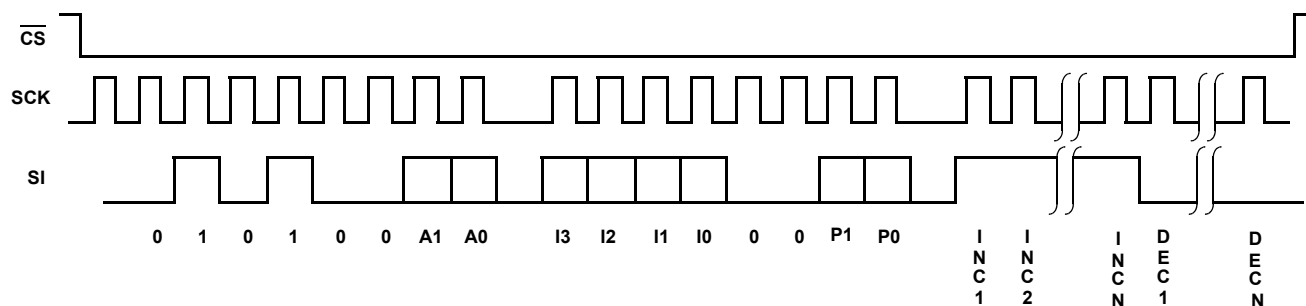 CS
SCK
SI
0 1 0 1 0 0 A1 A0 I3 I2 I1 I0 0 0 P1 P0
INC1
INC2
INCN
DEC1
DECN